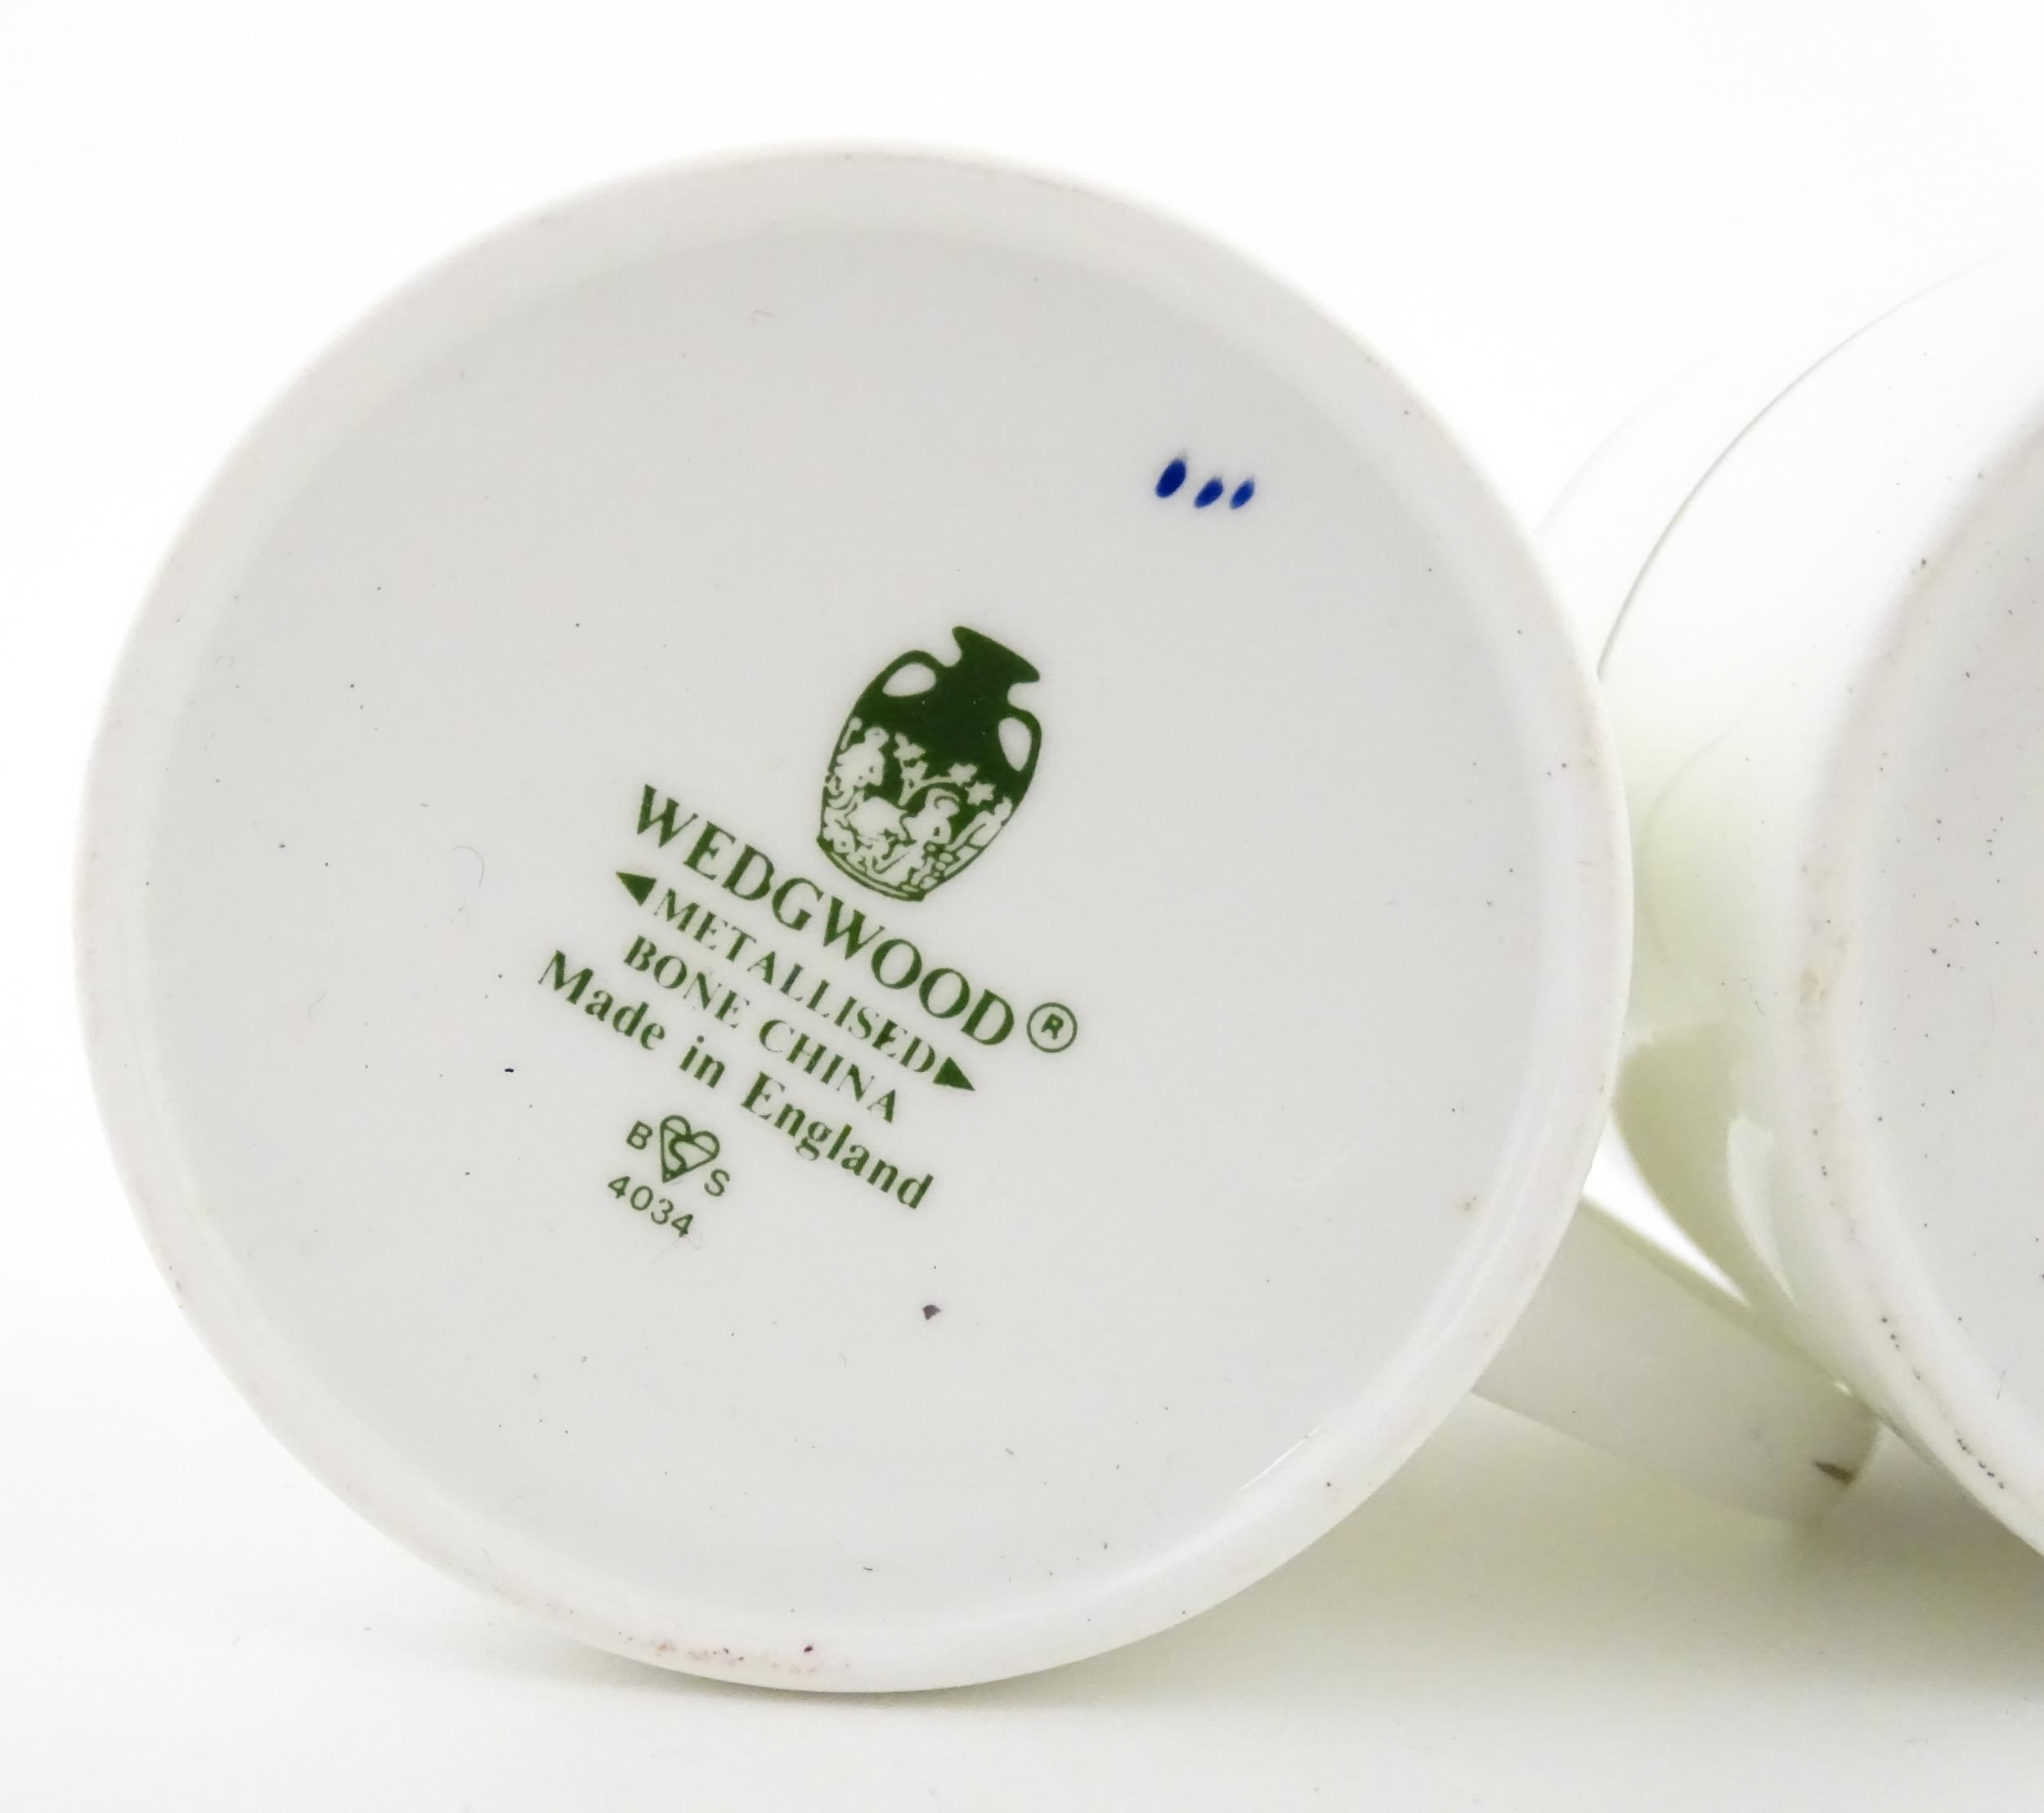 WEDGWOOD®
◀METALLISED▶
BONE CHINA
Made in England
B S S
4034